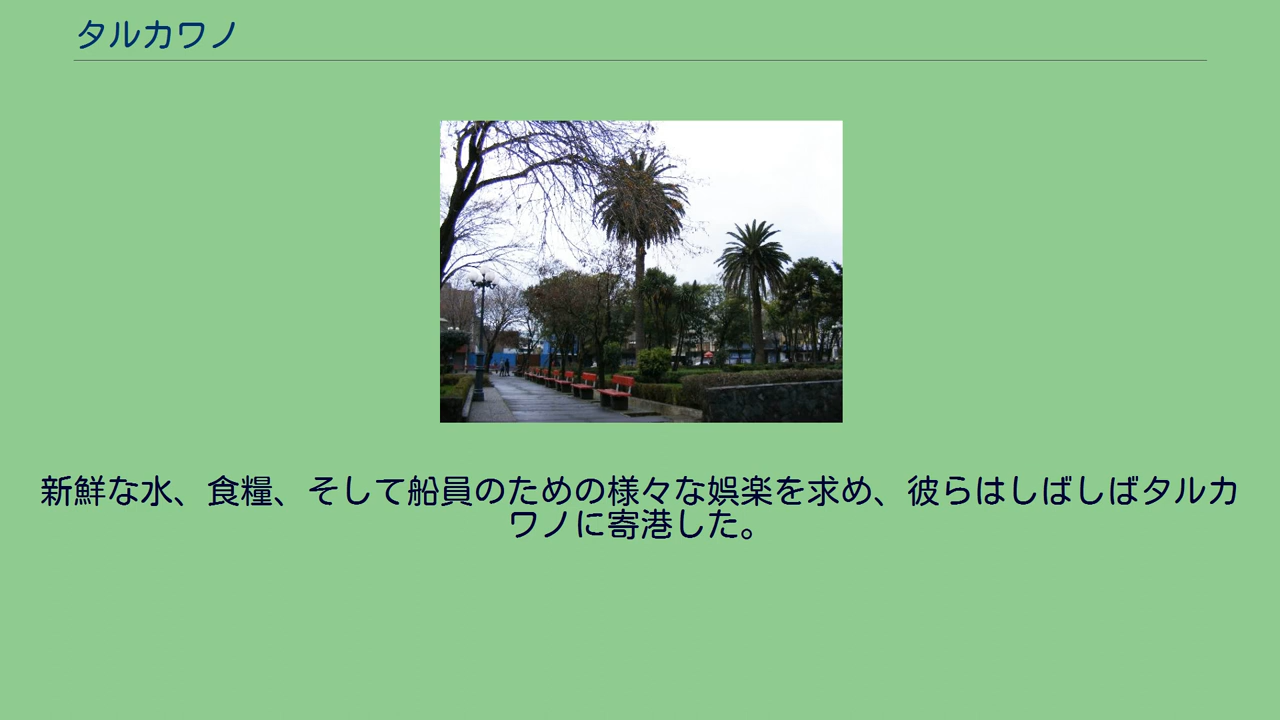 タルカワノ
新鮮な水、食糧、そして船員のための様々な娯楽を求め、彼らはしばしばタルカ
ワノに寄港した。